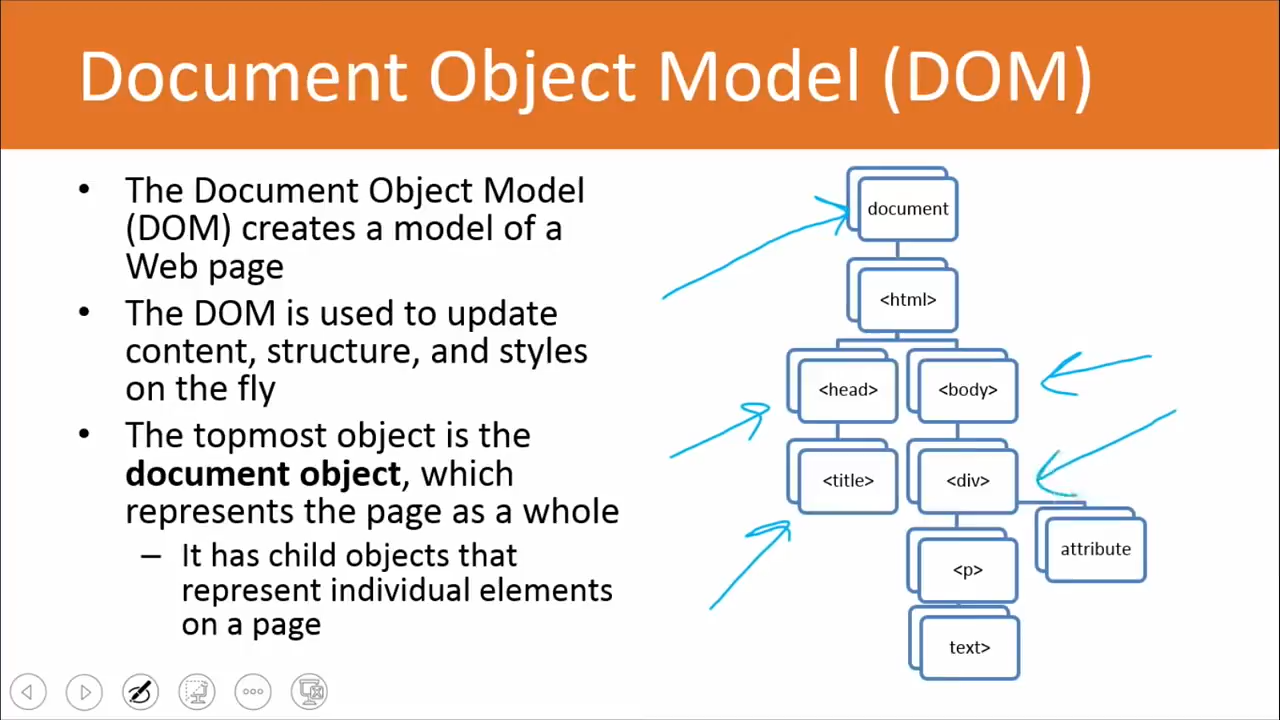 Document Object Model (DOM)
• The Document Object Model
(DOM) creates a model of a
Web page
• The DOM is used to update
content, structure, and styles
on the fly
• The topmost object is the
document object, which
represents the page as a whole
– It has child objects that
represent individual elements
on a page
document
<html>
<head>
<body>
<title>
<div>
attribute
<p>
text>